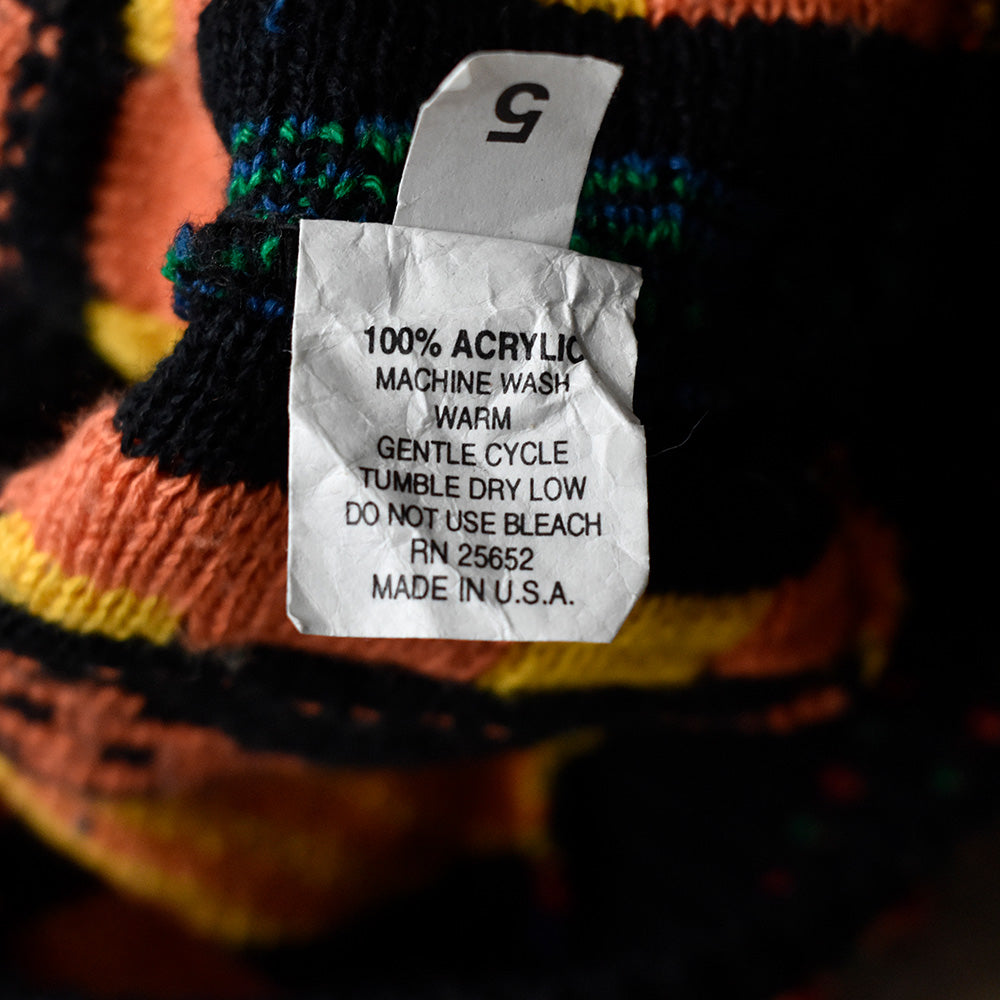 5
100% ACRYLIC
MACHINE WASH
WARM
GENTLE CYCLE
TUMBLE DRY LOW
DO NOT USE BLEACH
RN 25652
MADE IN U.S.A.